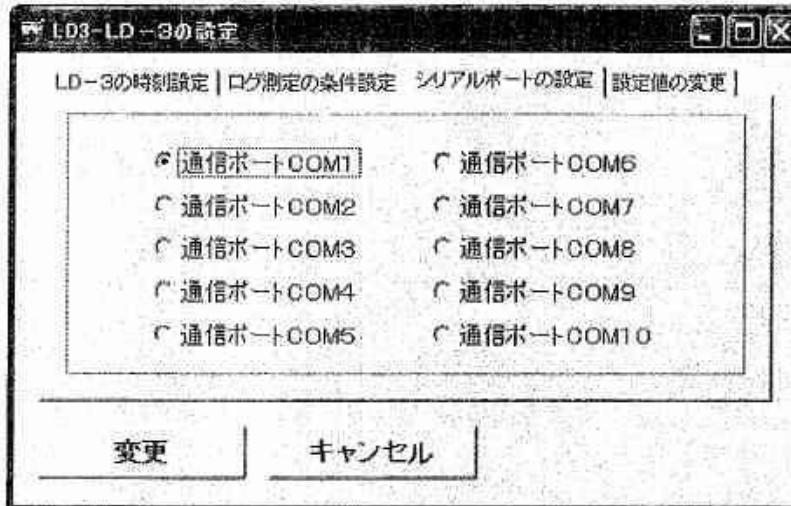 LD3-LD-3の設定
LD-3の時刻設定 ログ測定の条件設定 シリアルポートの設定 設定値の変更
通信ポートCOM1 通信ポートCOM6
通信ポートCOM2 通信ポートCOM7
通信ポートCOM3 通信ポートCOM8
通信ポートCOM4 通信ポートCOM9
通信ポートCOM5 通信ポートCOM10
変更 キャンセル